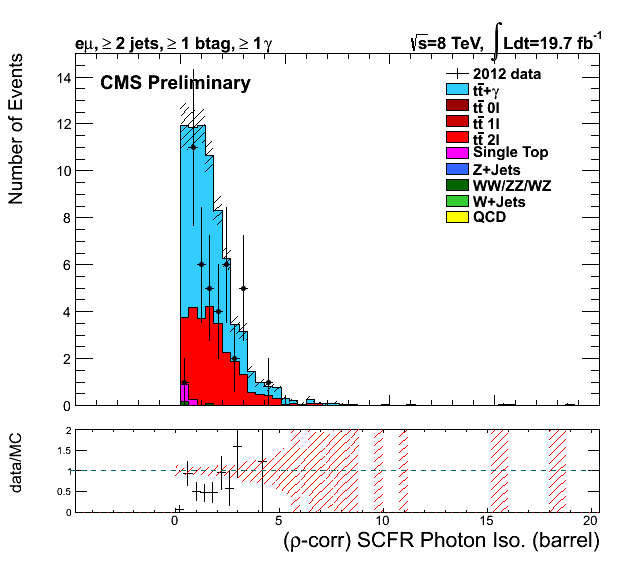 eμ, ≥ 2 jets, ≥ 1 btag, ≥ 1 γ
√s=8 TeV, ∫ Ldt=19.7 fb⁻¹
CMS Preliminary
2012 data
tt̄+γ
tt̄ 0l
tt̄ 1l
tt̄ 2l
Single Top
Z+Jets
WW/ZZ/WZ
W+Jets
QCD
Number of Events
14
12
10
8
6
4
2
0
data/MC
2
1.5
1
0.5
0
0 5 10 15 20
(ρ-corr) SCFR Photon Iso. (barrel)